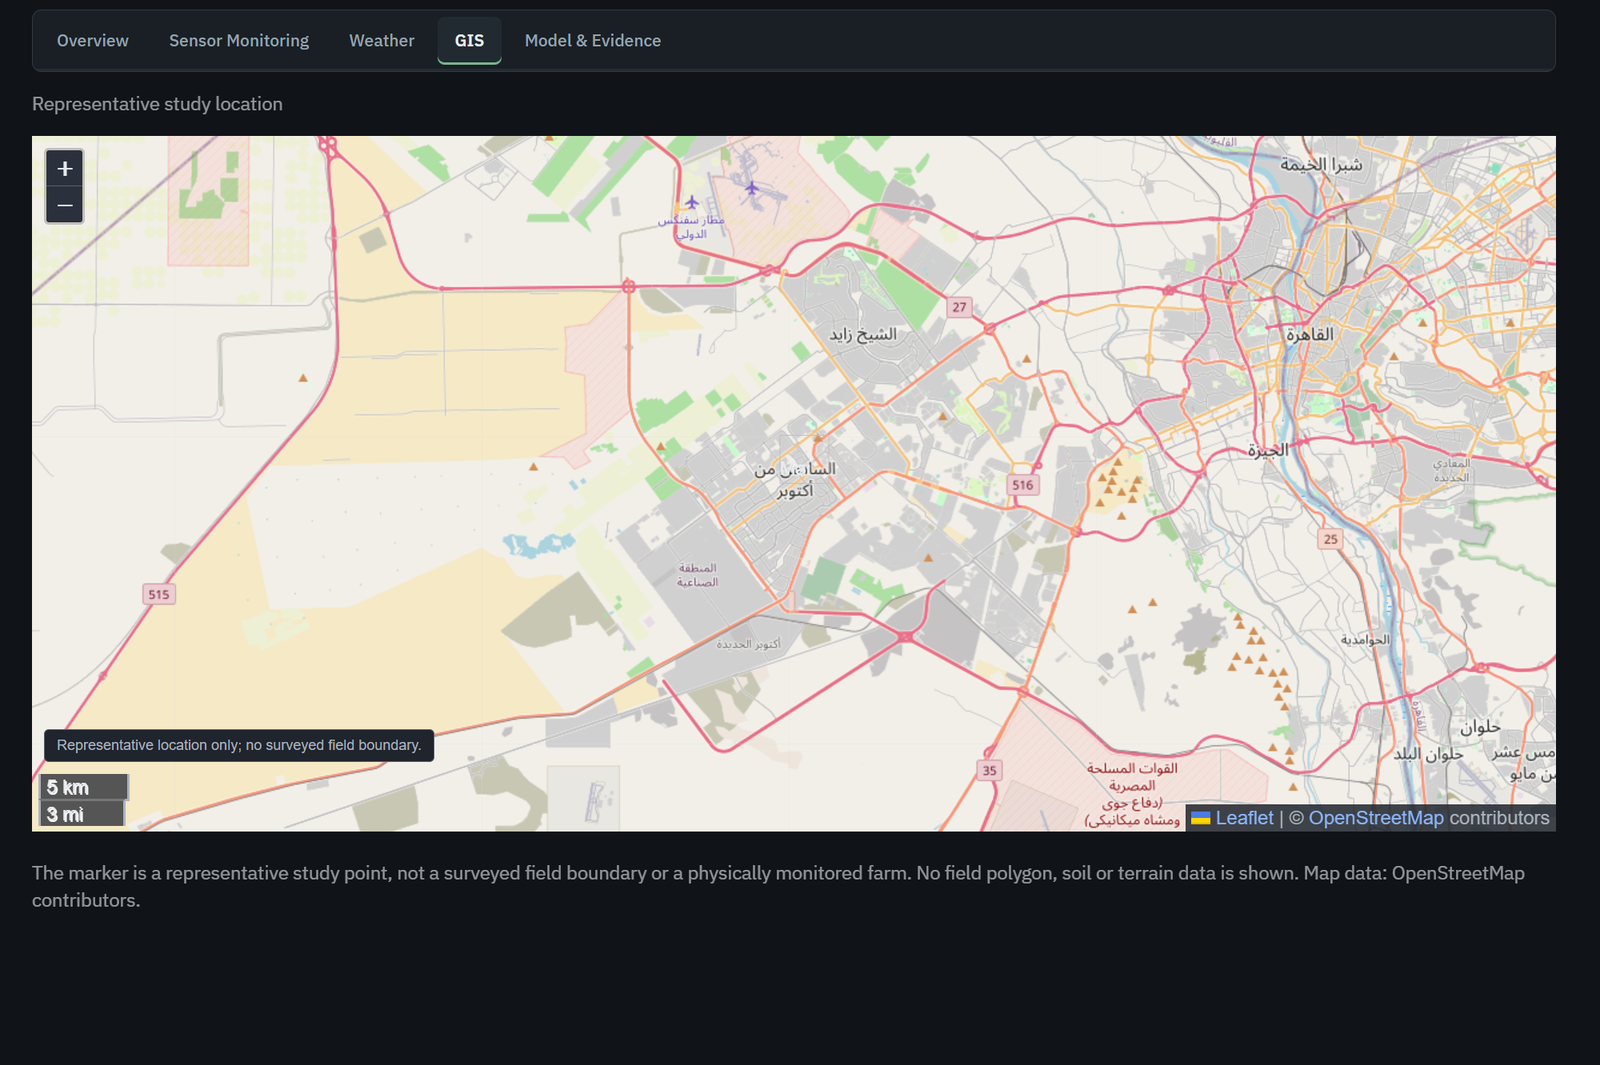 Overview
Sensor Monitoring
Weather
GIS
Model & Evidence
Representative study location
+
−
شبرا الخيمة
مطار سفنكس
الدولي
27
الشيخ زايد
القاهرة
الجيزة
المعادي
الجديدة
من
أكتوبر
516
25
المنطقة
الصناعية
515
أكتوبر الجديدة
الحوامدية
حلوان
حلوان البلد
35
القوات المسلحة
المصرية
(دفاع جوى
ومشاه ميكانيكى)
Representative location only; no surveyed field boundary.
5 km
3 mi
Leaflet | © OpenStreetMap contributors
The marker is a representative study point, not a surveyed field boundary or a physically monitored farm. No field polygon, soil or terrain data is shown. Map data: OpenStreetMap
contributors.